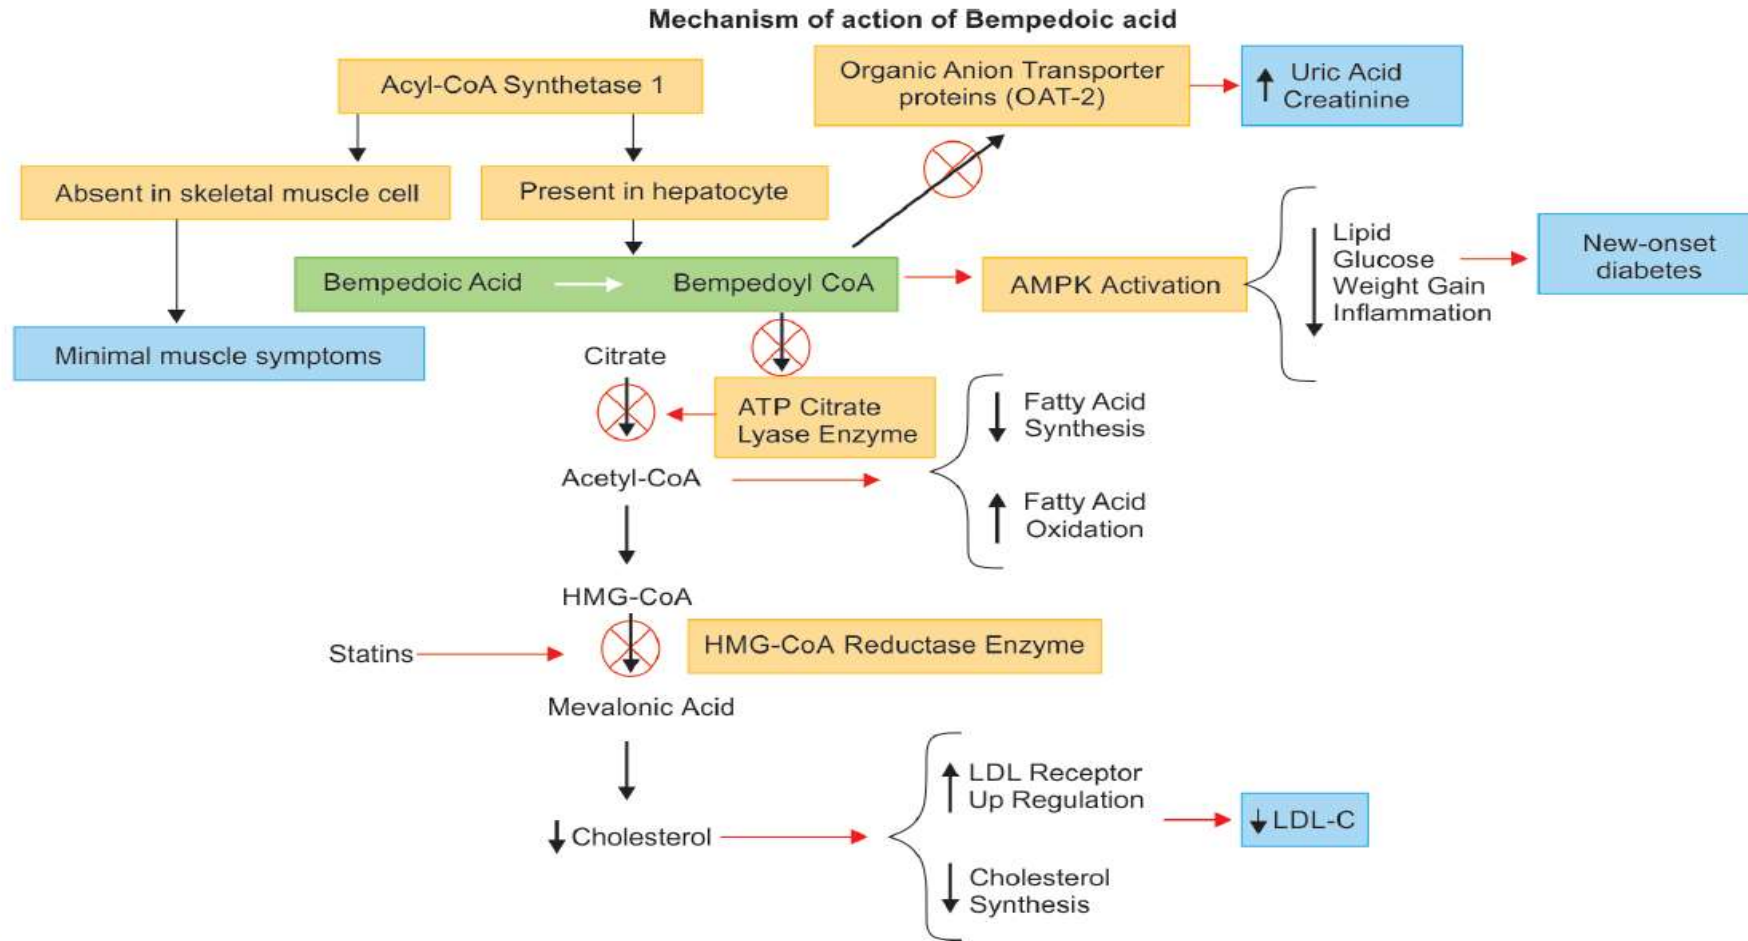 Mechanism of action of Bempedoic acid
Acyl-CoA Synthetase 1
Organic Anion Transporter
proteins (OAT-2)
Uric Acid
Creatinine
Absent in skeletal muscle cell
Present in hepatocyte
Bempedoic Acid
Bempedoyl CoA
AMPK Activation
Lipid
Glucose
Weight Gain
Inflammation
New-onset
diabetes
Minimal muscle symptoms
Citrate
ATP Citrate
Lyase Enzyme
Fatty Acid
Synthesis
Acetyl-CoA
Fatty Acid
Oxidation
HMG-CoA
Statins
HMG-CoA Reductase Enzyme
Mevalonic Acid
LDL Receptor
Up Regulation
Cholesterol
LDL-C
Cholesterol
Synthesis